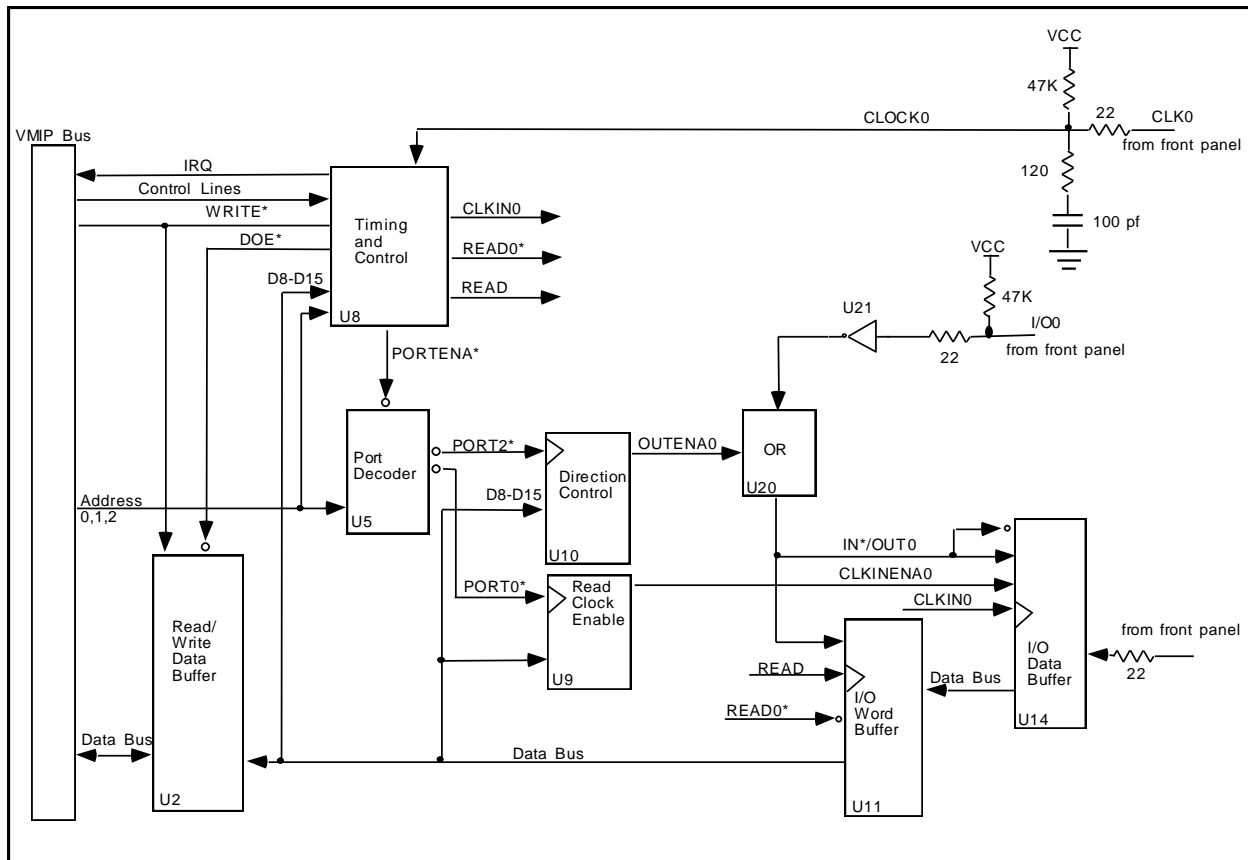 VCC
47K
CLOCK0
22
CLK0
from front panel
VMIP Bus
120
100 pf
IRQ
Control Lines
WRITE*
DOE*
D8-D15
Timing
and
Control
U8
CLKIN0
READ0*
READ
VCC
47K
U21
I/O0
22
from front panel
PORTENA*
Port
Decoder
U5
PORT2*
D8-D15
Direction
Control
U10
OUTENA0
OR
U20
Address
0,1,2
IN*/OUT0
PORT0*
Read
Clock
Enable
U9
CLKINENA0
CLKIN0
from front panel
22
I/O
Data
Buffer
U14
Read/
Write
Data
Buffer
U2
READ
READ0*
I/O
Word
Buffer
U11
Data Bus
Data Bus
Data Bus